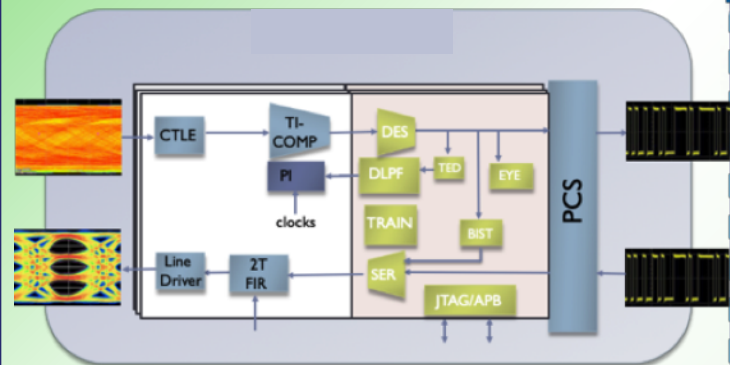 CTLE
TI-
COMP
DES
PI
DLPF
TED
EYE
clocks
TRAIN
BIST
PCS
Line
Driver
2T
FIR
SER
JTAG/APB